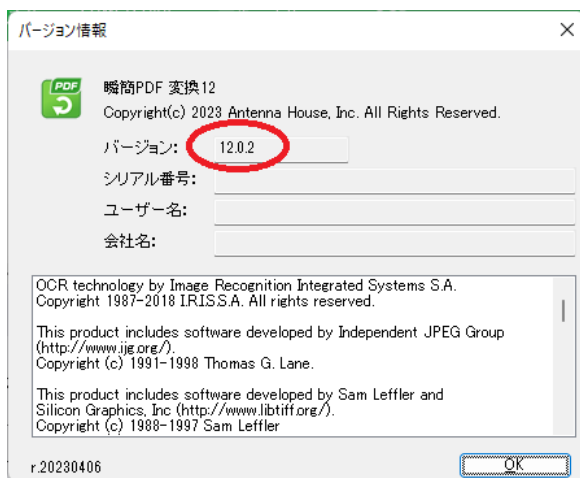 バージョン情報
PDF
瞬簡PDF 変換12
Copyright(c) 2023 Antenna House, Inc. All Rights Reserved.
バージョン: 12.0.2
シリアル番号:
ユーザー名:
会社名:
OCR technology by Image Recognition Integrated Systems S.A.
Copyright 1987-2018 I.R.I.S.S.A. All rights reserved.
This product includes software developed by Independent JPEG Group
(http://www.ijg.org/).
Copyright (c) 1991-1998 Thomas G. Lane.
This product includes software developed by Sam Leffler and
Silicon Graphics, Inc (http://www.libtiff.org/).
Copyright (c) 1988-1997 Sam Leffler
r.20230406
OK